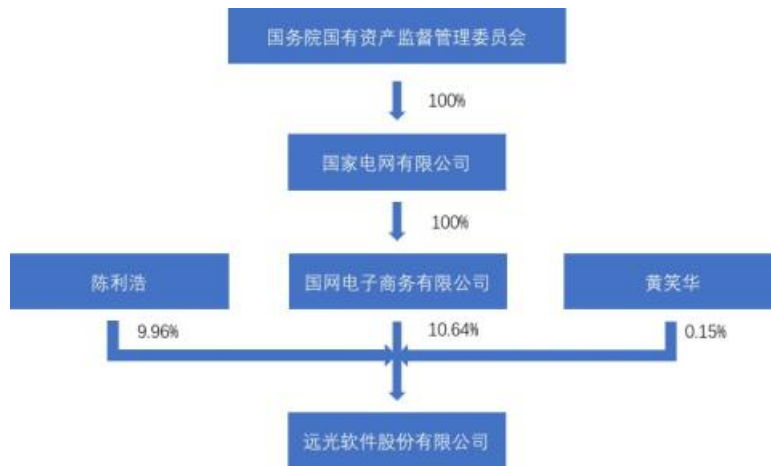 国务院国有资产监督管理委员会
100%
国家电网有限公司
100%
陈利浩
国网电子商务有限公司
黄笑华
9.96%
10.64%
0.15%
远光软件股份有限公司